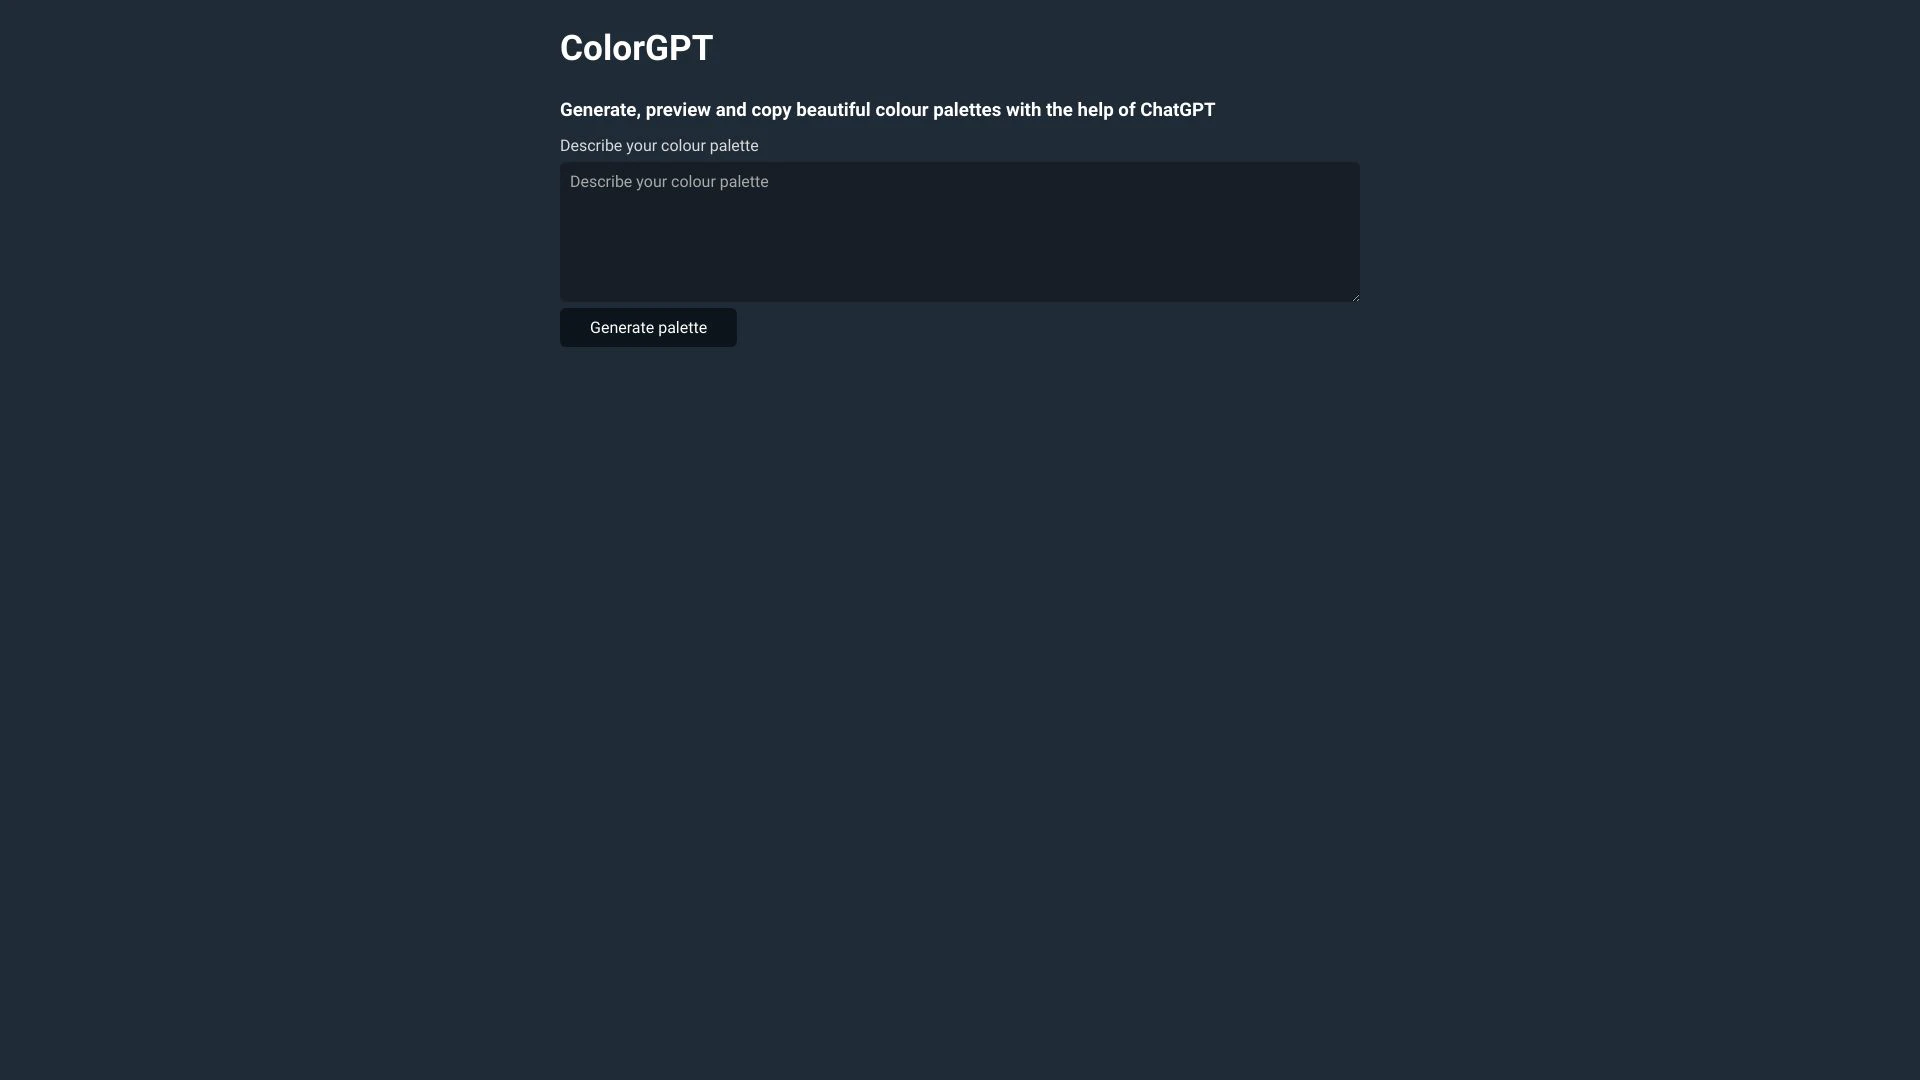 ColorGPT
Generate, preview and copy beautiful colour palettes with the help of ChatGPT
Describe your colour palette
Describe your colour palette
Generate palette